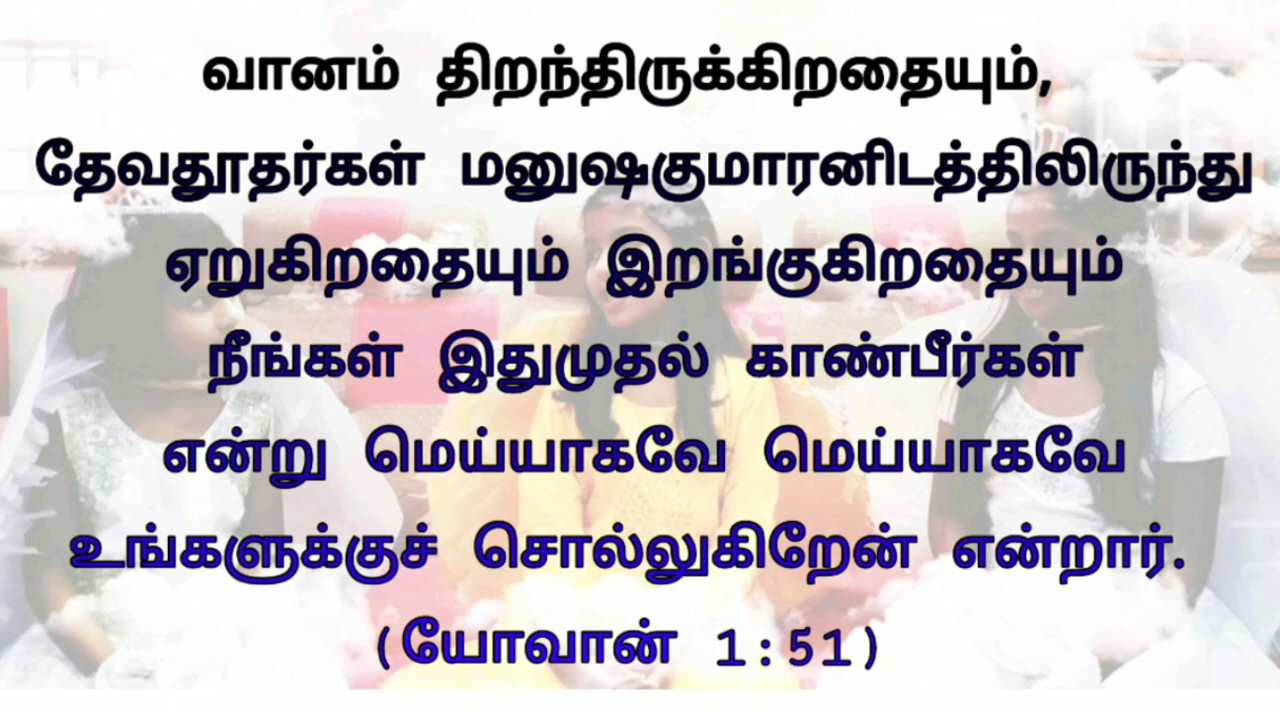 வானம் திறந்திருக்கிறதையும்,
தேவதூதர்கள் மனுஷகுமாரனிடத்திலிருந்து
ஏறுகிறதையும் இறங்குகிறதையும்
நீங்கள் இதுமுதல் காண்பீர்கள்
என்று மெய்யாகவே மெய்யாகவே
உங்களுக்குச் சொல்லுகிறேன் என்றார்.
(யோவான் 1:51)